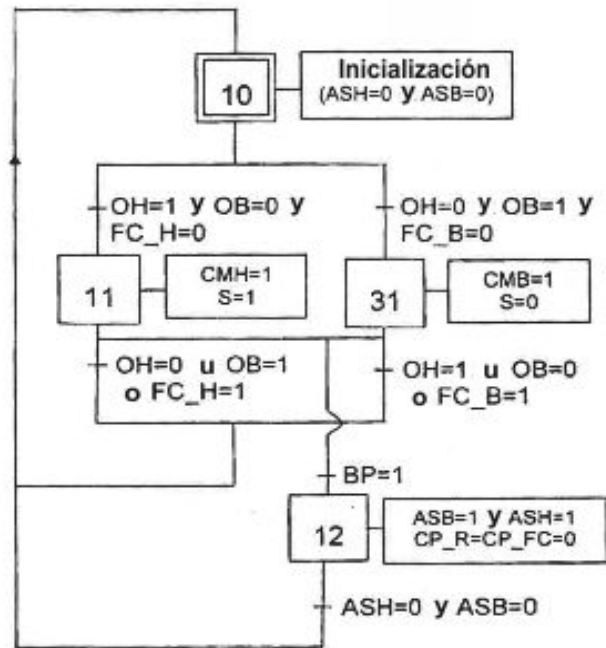 10
Inicialización
(ASH=0 y ASB=0)
OH=1 y OB=0 y
FC_H=0
OH=0 y OB=1 y
FC_B=0
11
CMH=1
S=1
31
CMB=1
S=0
OH=0 u OB=1
o FC_H=1
OH=1 u OB=0
o FC_B=1
BP=1
12
ASB=1 y ASH=1
CP_R=CP_FC=0
ASH=0 y ASB=0